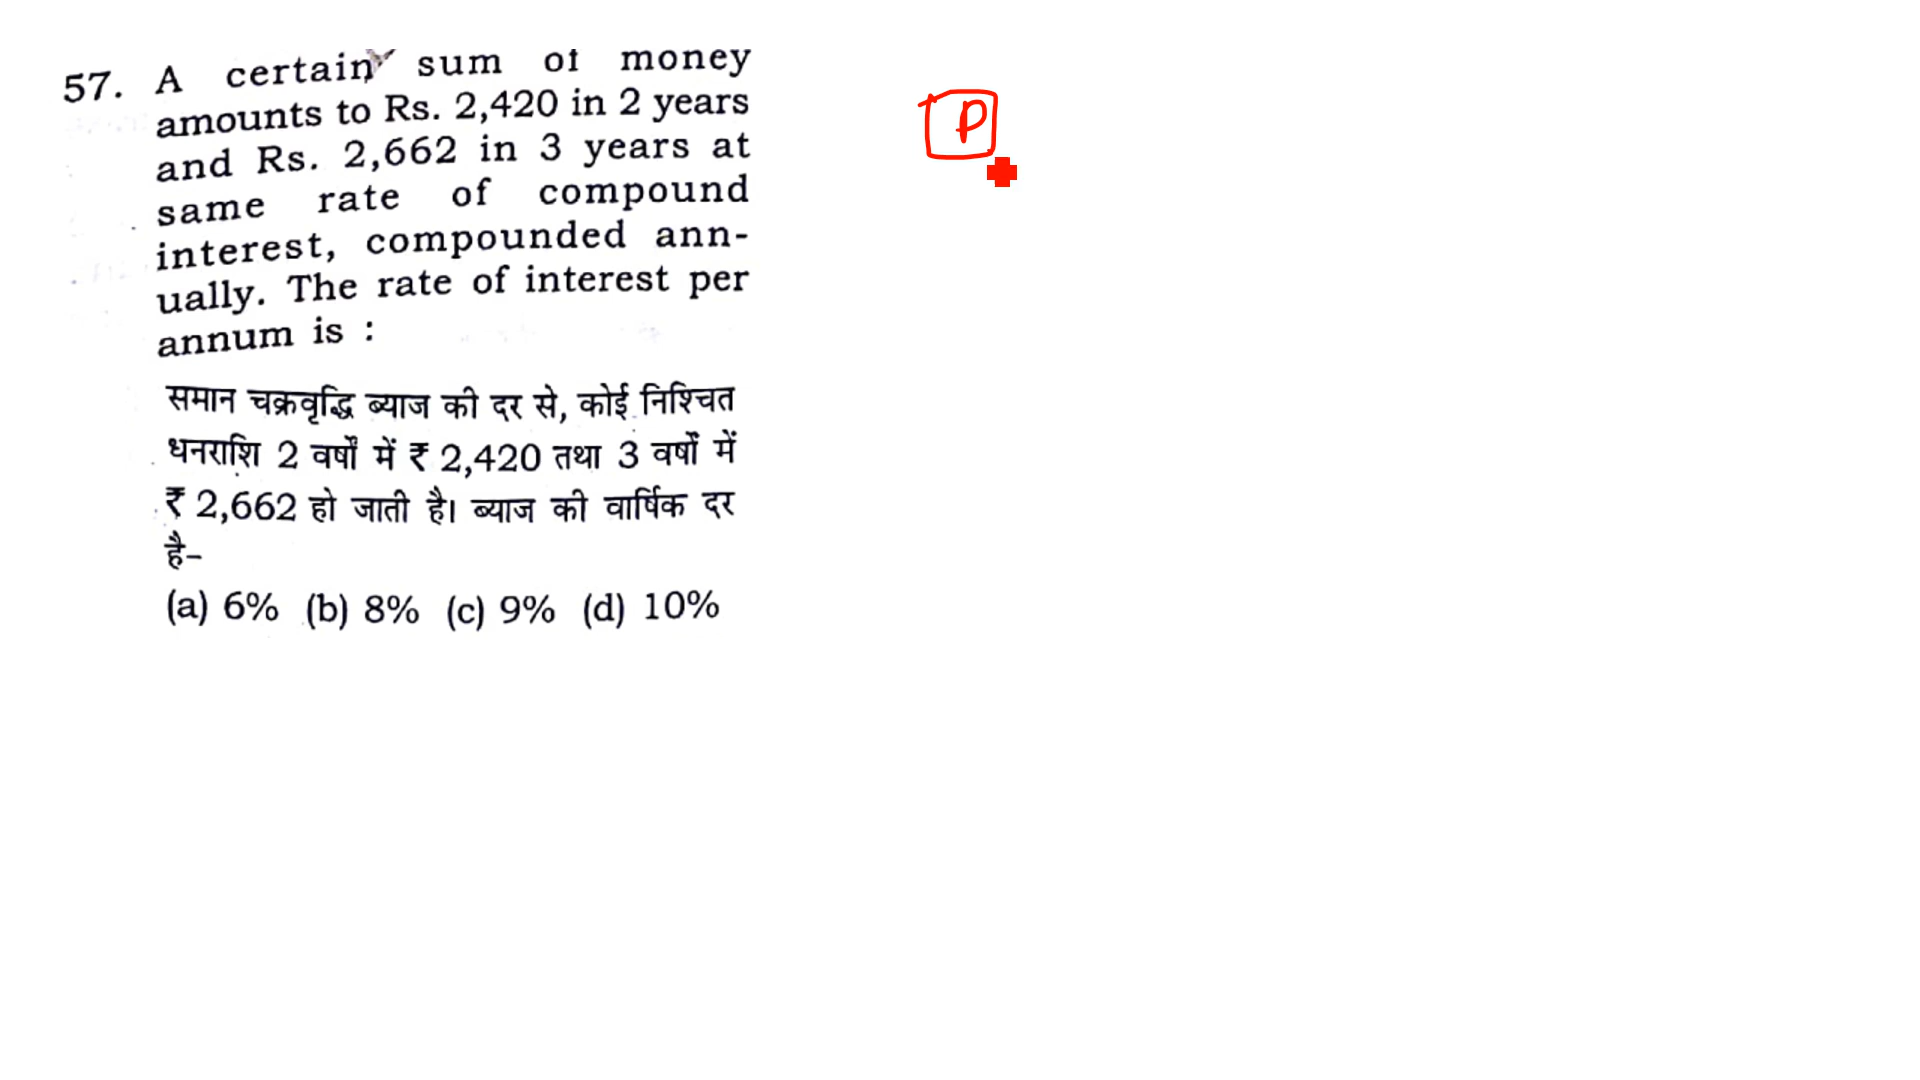 57. A certain sum of money
amounts to Rs. 2,420 in 2 years
and Rs. 2,662 in 3 years at
same rate of compound
interest, compounded ann-
ually. The rate of interest per
annum is :
समान चक्रवृद्धि ब्याज की दर से, कोई निश्चित
धनराशि 2 वर्षों में ₹ 2,420 तथा 3 वर्षों में
₹ 2,662 हो जाती है। ब्याज की वार्षिक दर
है-
(a) 6% (b) 8% (c) 9% (d) 10%
P